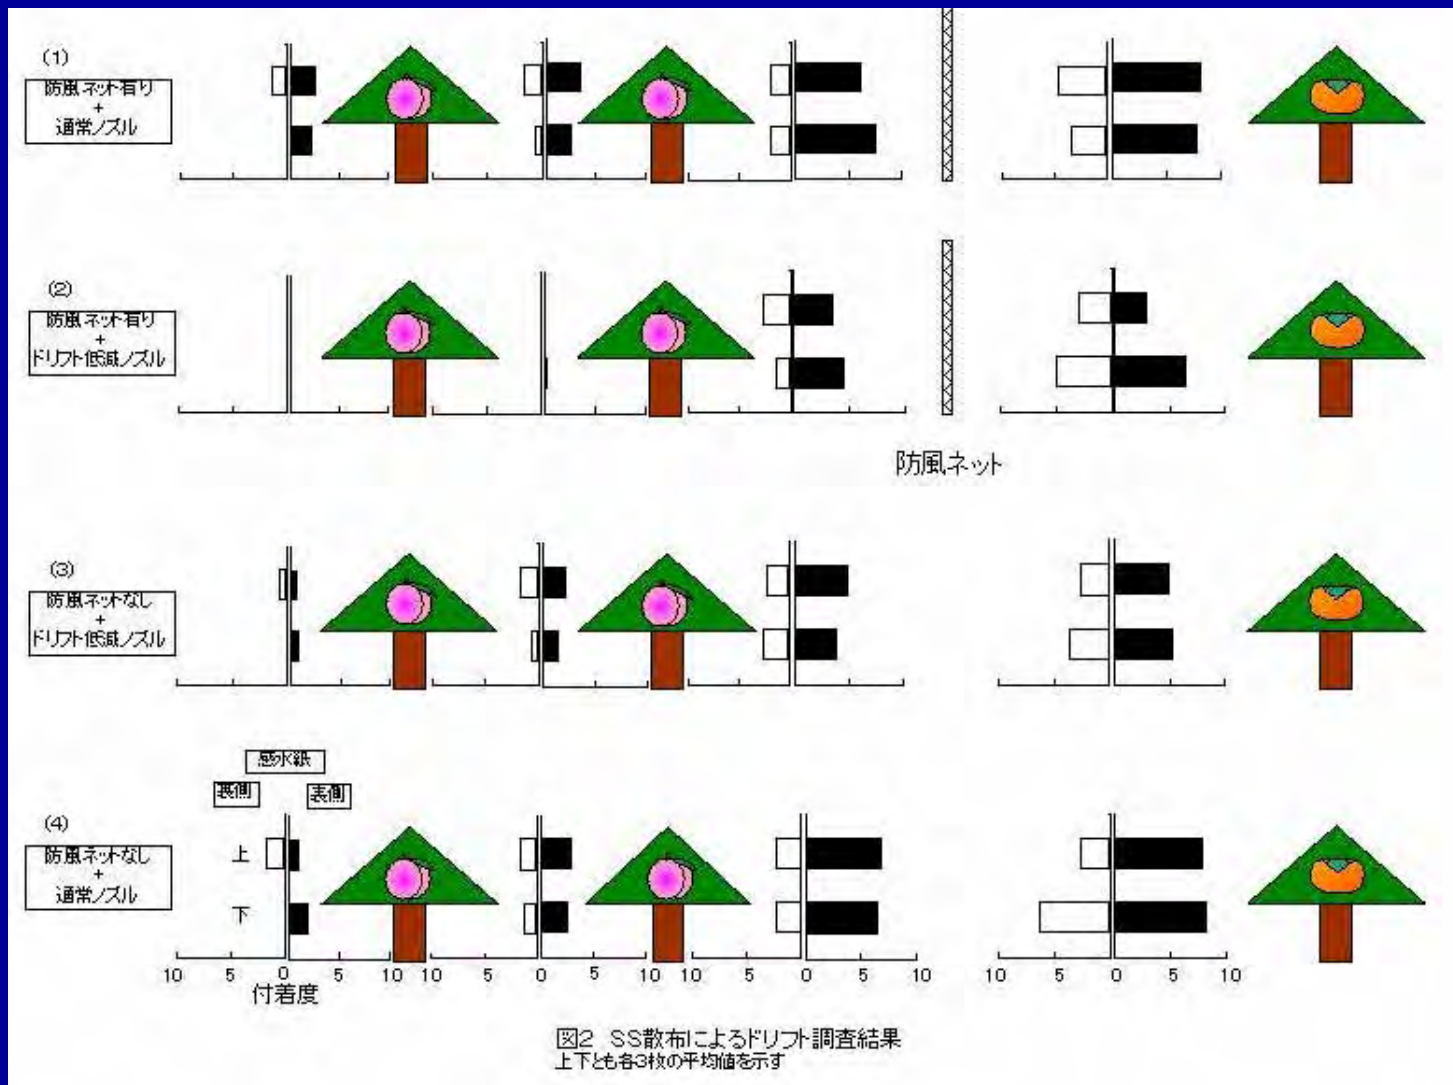 (1)
防風ネット有り
+
通常ノズル
(2)
防風ネット有り
+
ドリフト低減ノズル
防風ネット
(3)
防風ネットなし
+
ドリフト低減ノズル
感水紙
裏側
表側
(4)
防風ネットなし
+
通常ノズル
上
下
10 5 0 5 10 10 5 0 5 10 10 5 0 5 10 10 5 0 5 10
付着度
図2 SS散布によるドリフト調査結果
上下とも各3枚の平均値を示す